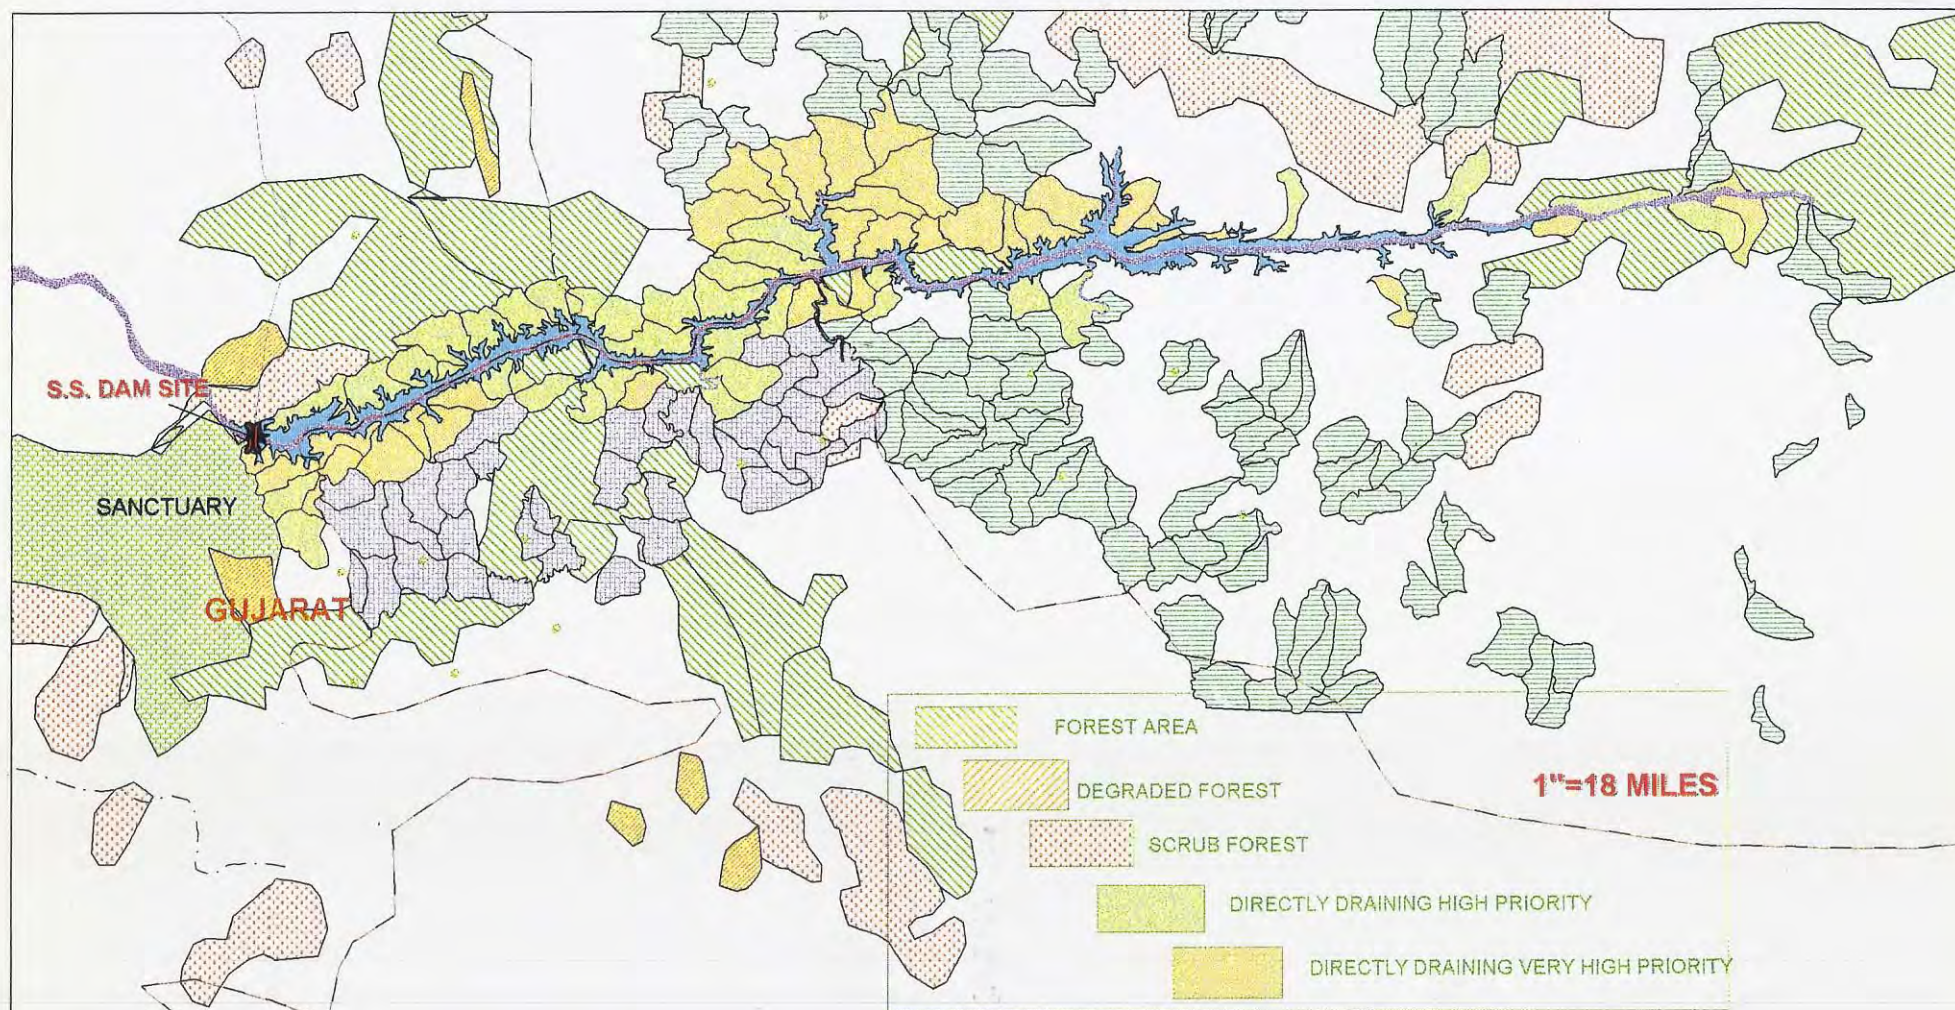 S.S. DAM SITE
SANCTUARY
GUJARAT
FOREST AREA
DEGRADED FOREST
1"=18 MILES
SCRUB FOREST
DIRECTLY DRAINING HIGH PRIORITY
DIRECTLY DRAINING VERY HIGH PRIORITY